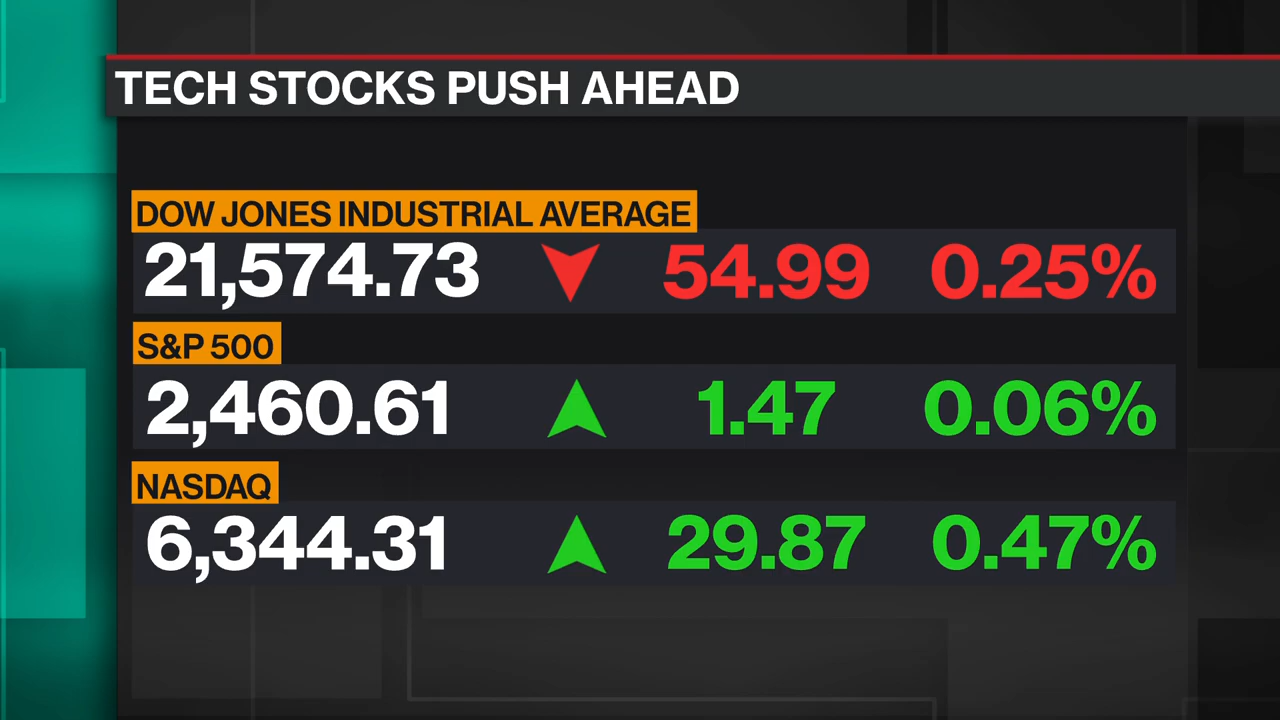 TECH STOCKS PUSH AHEAD
DOW JONES INDUSTRIAL AVERAGE
21,574.73 54.99 0.25%
S&P 500
2,460.61 1.47 0.06%
NASDAQ
6,344.31 29.87 0.47%